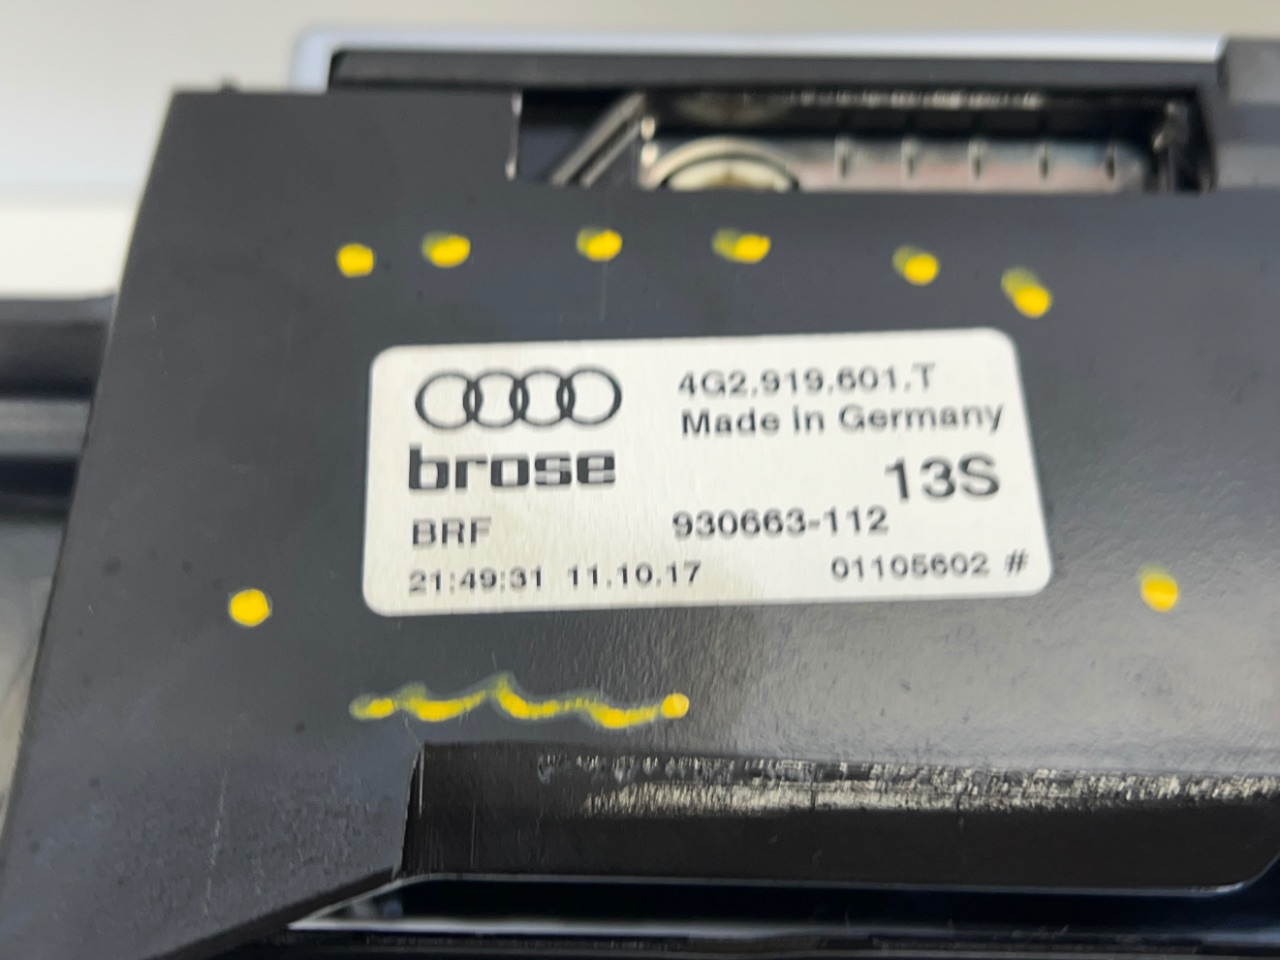 4G2.919.601.T
Made in Germany
brose
13S
BRF 930663-112
21:49:31 11.10.17 01105602 #